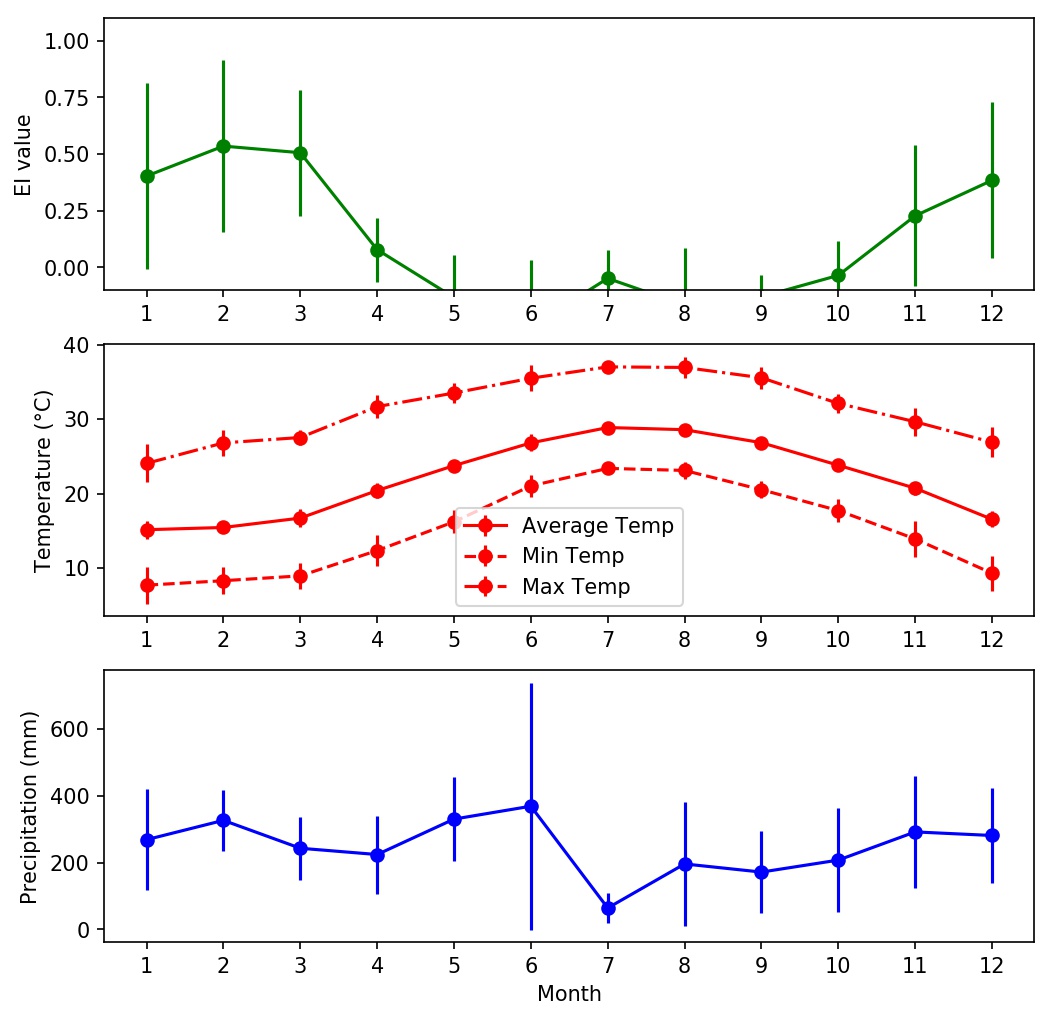 EI value
1.00
0.75
0.50
0.25
0.00
1 2 3 4 5 6 7 8 9 10 11 12
Temperature (°C)
40
30
20
10
Average Temp
Min Temp
Max Temp
1 2 3 4 5 6 7 8 9 10 11 12
Precipitation (mm)
600
400
200
0
1 2 3 4 5 6 7 8 9 10 11 12
Month